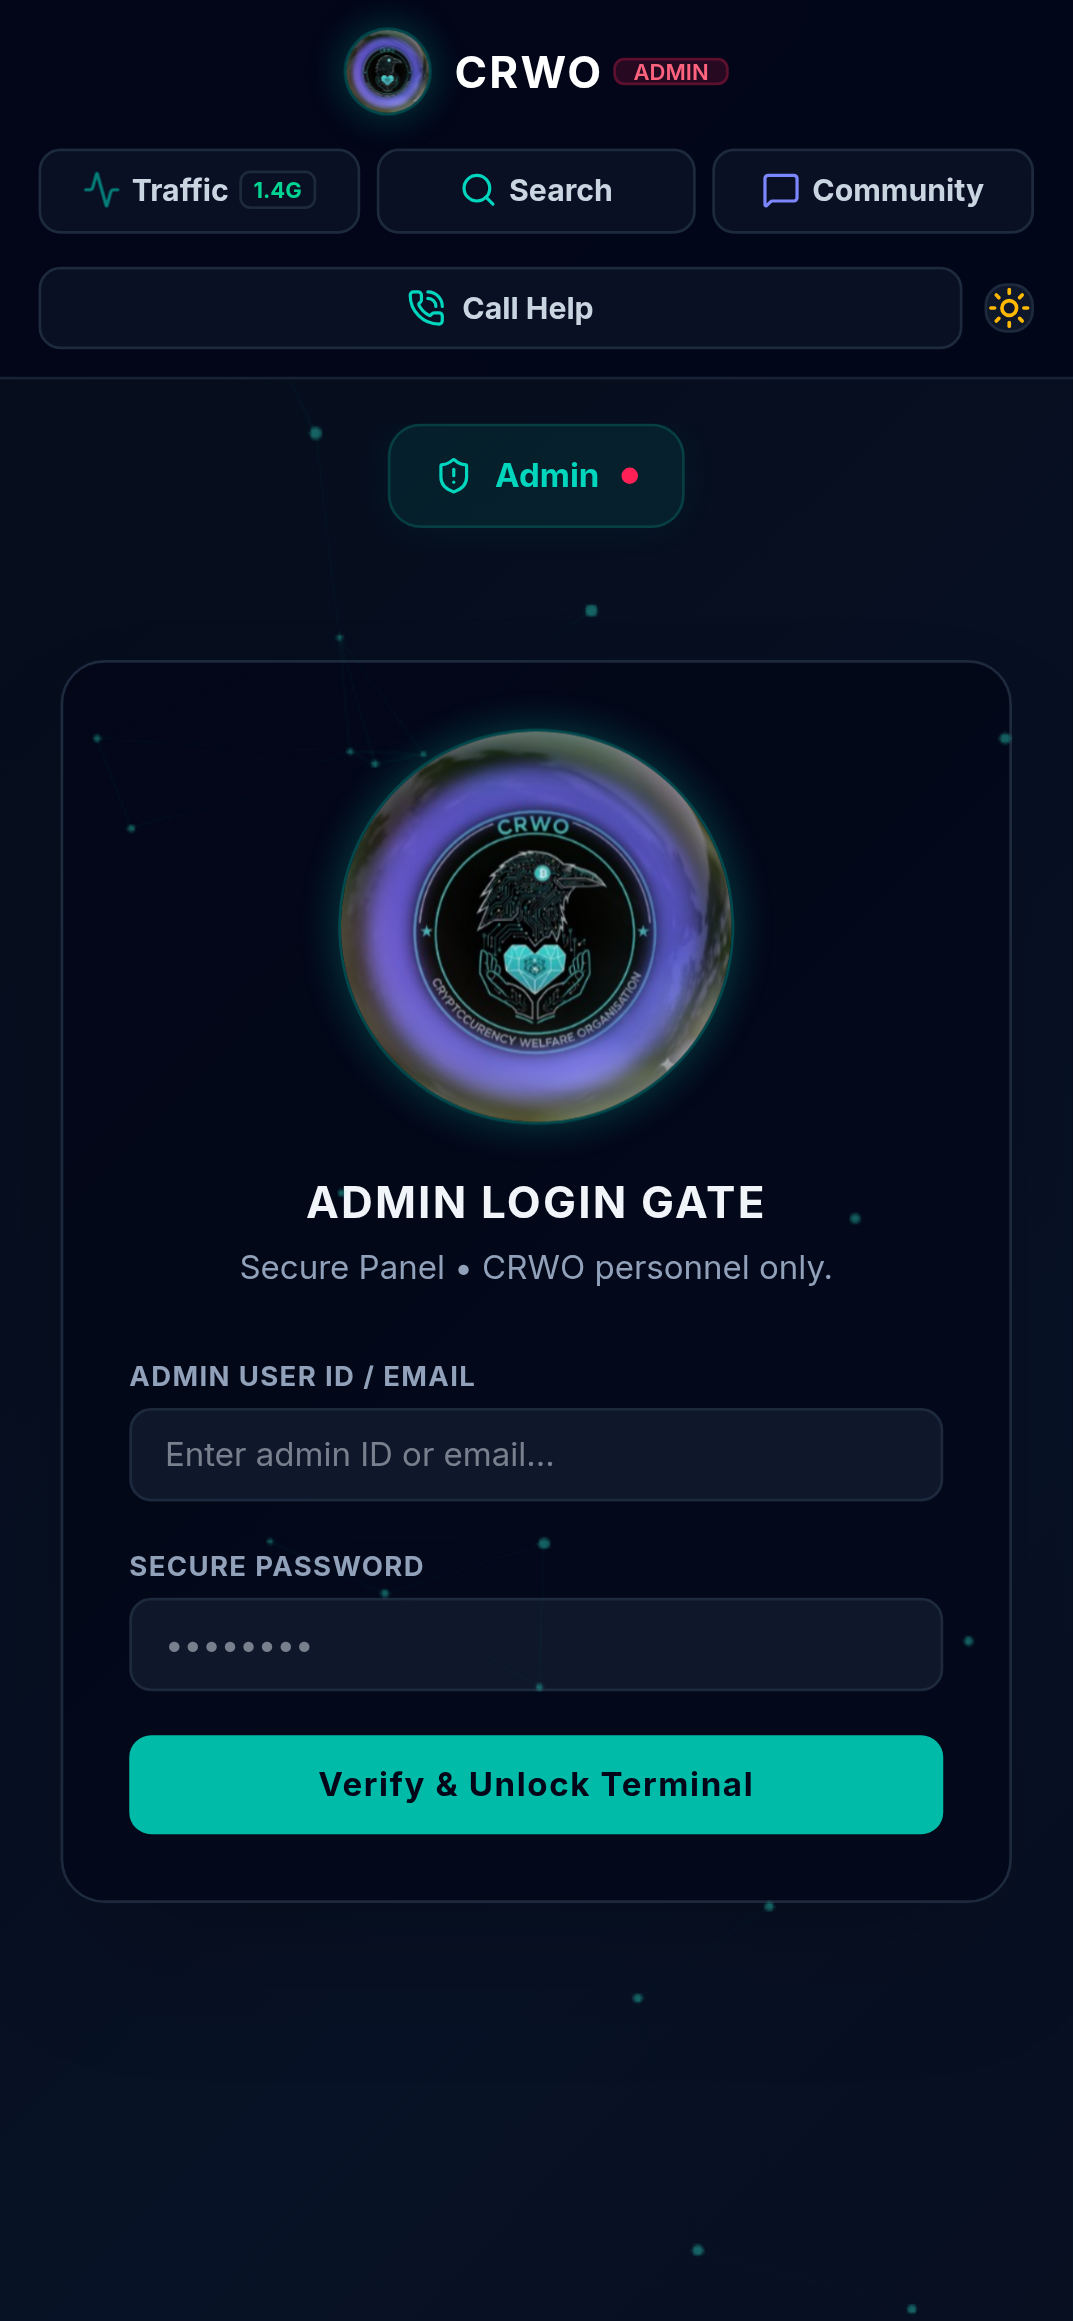 CRWO ADMIN
Traffic 1.4G Search Community
Call Help
Admin
CRWO
CRYPTCCURENCY WELFARE ORGANISATION
ADMIN LOGIN GATE
Secure Panel • CRWO personnel only.
ADMIN USER ID / EMAIL
Enter admin ID or email...
SECURE PASSWORD
••••••••
Verify & Unlock Terminal